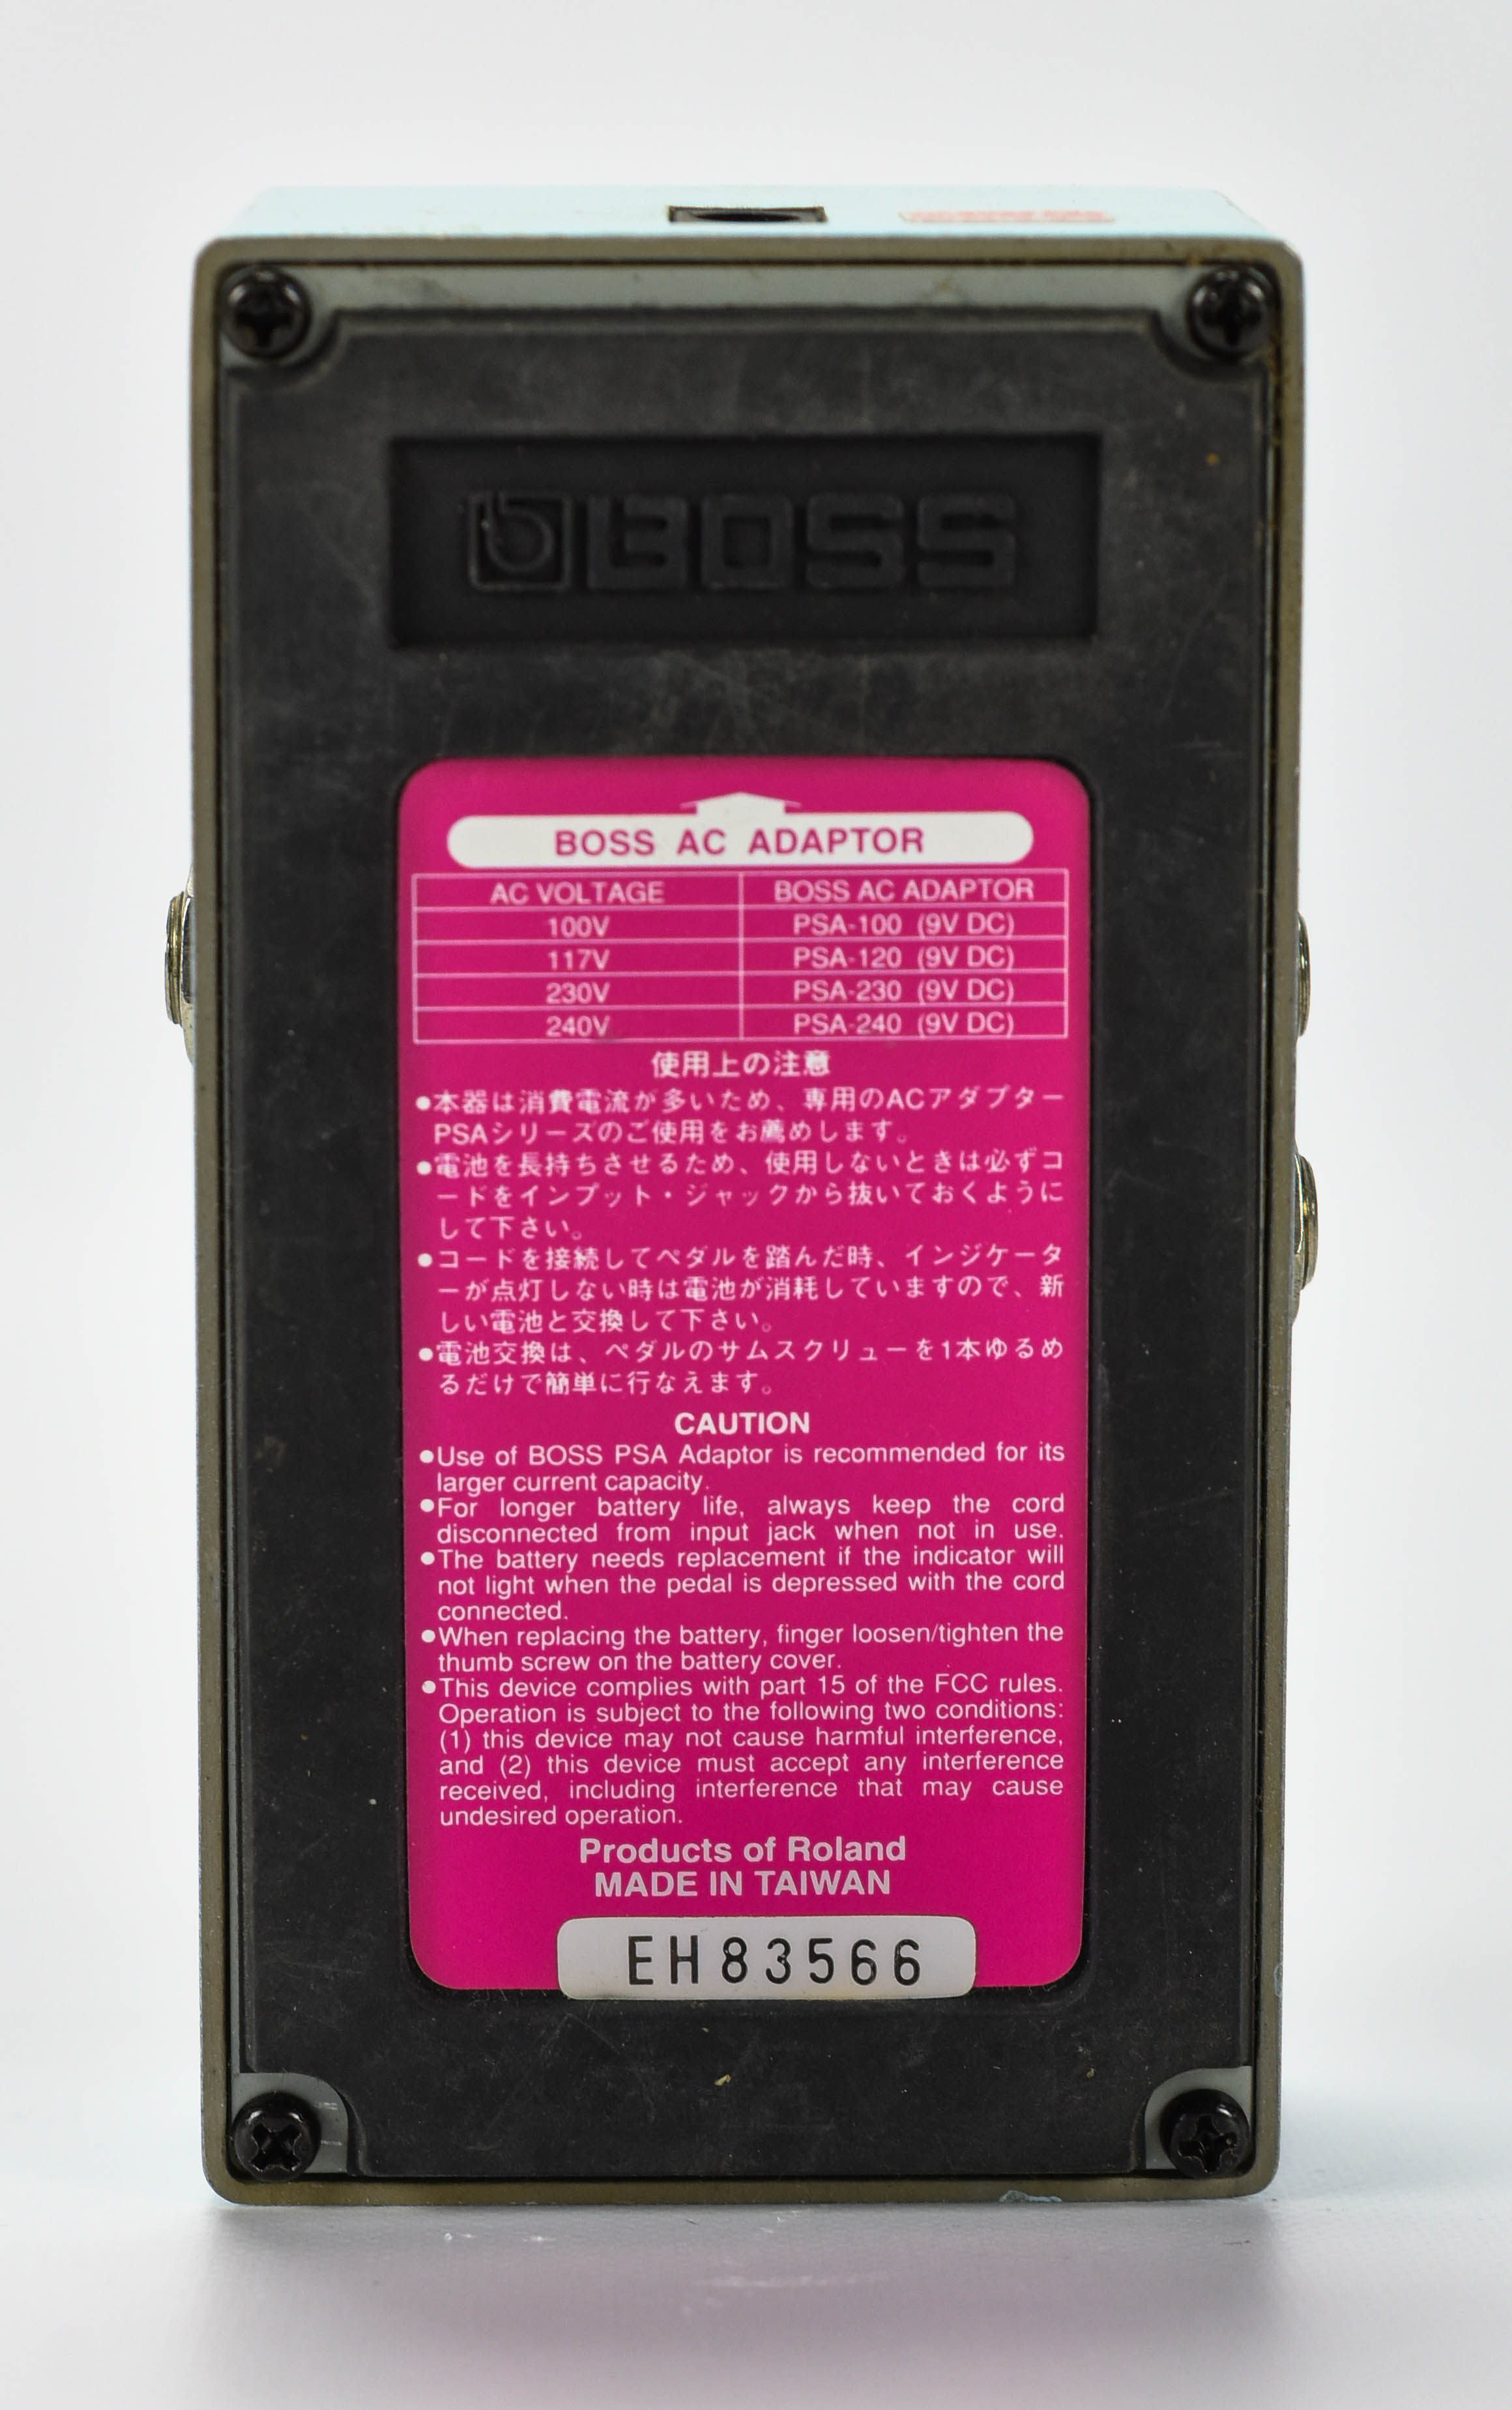 BOSS
BOSS AC ADAPTOR
AC VOLTAGE BOSS AC ADAPTOR
100V PSA-100 (9V DC)
117V PSA-120 (9V DC)
230V PSA-230 (9V DC)
240V PSA-240 (9V DC)
使用上の注意
●本器は消費電流が多いため、専用のACアダプター
PSAシリーズのご使用をお薦めします。
●電池を長持ちさせるため、使用しないときは必ずコ
ードをインプット・ジャックから抜いておくように
して下さい。
●コードを接続してペダルを踏んだ時、インジケータ
ーが点灯しない時は電池が消耗していますので、新
しい電池と交換して下さい。
●電池交換は、ペダルのサムスクリューを1本ゆるめ
るだけで簡単に行なえます。
CAUTION
●Use of BOSS PSA Adaptor is recommended for its
larger current capacity.
●For longer battery life, always keep the cord
disconnected from input jack when not in use.
●The battery needs replacement if the indicator will
not light when the pedal is depressed with the cord
connected.
●When replacing the battery, finger loosen/tighten the
thumb screw on the battery cover.
●This device complies with part 15 of the FCC rules.
Operation is subject to the following two conditions:
(1) this device may not cause harmful interference,
and (2) this device must accept any interference
received, including interference that may cause
undesired operation.
Products of Roland
MADE IN TAIWAN
EH83566